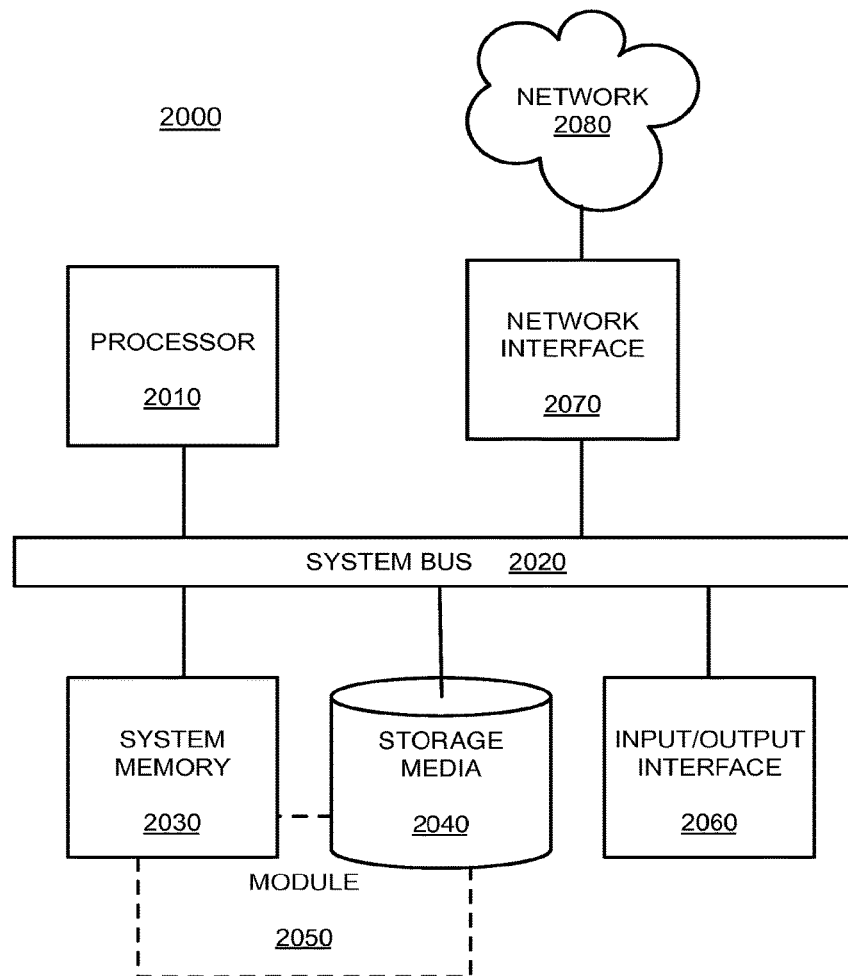 NETWORK
2080
2000
PROCESSOR
2010
NETWORK
INTERFACE
2070
SYSTEM BUS 2020
SYSTEM
MEMORY
2030
STORAGE
MEDIA
2040
INPUT/OUTPUT
INTERFACE
2060
MODULE
2050